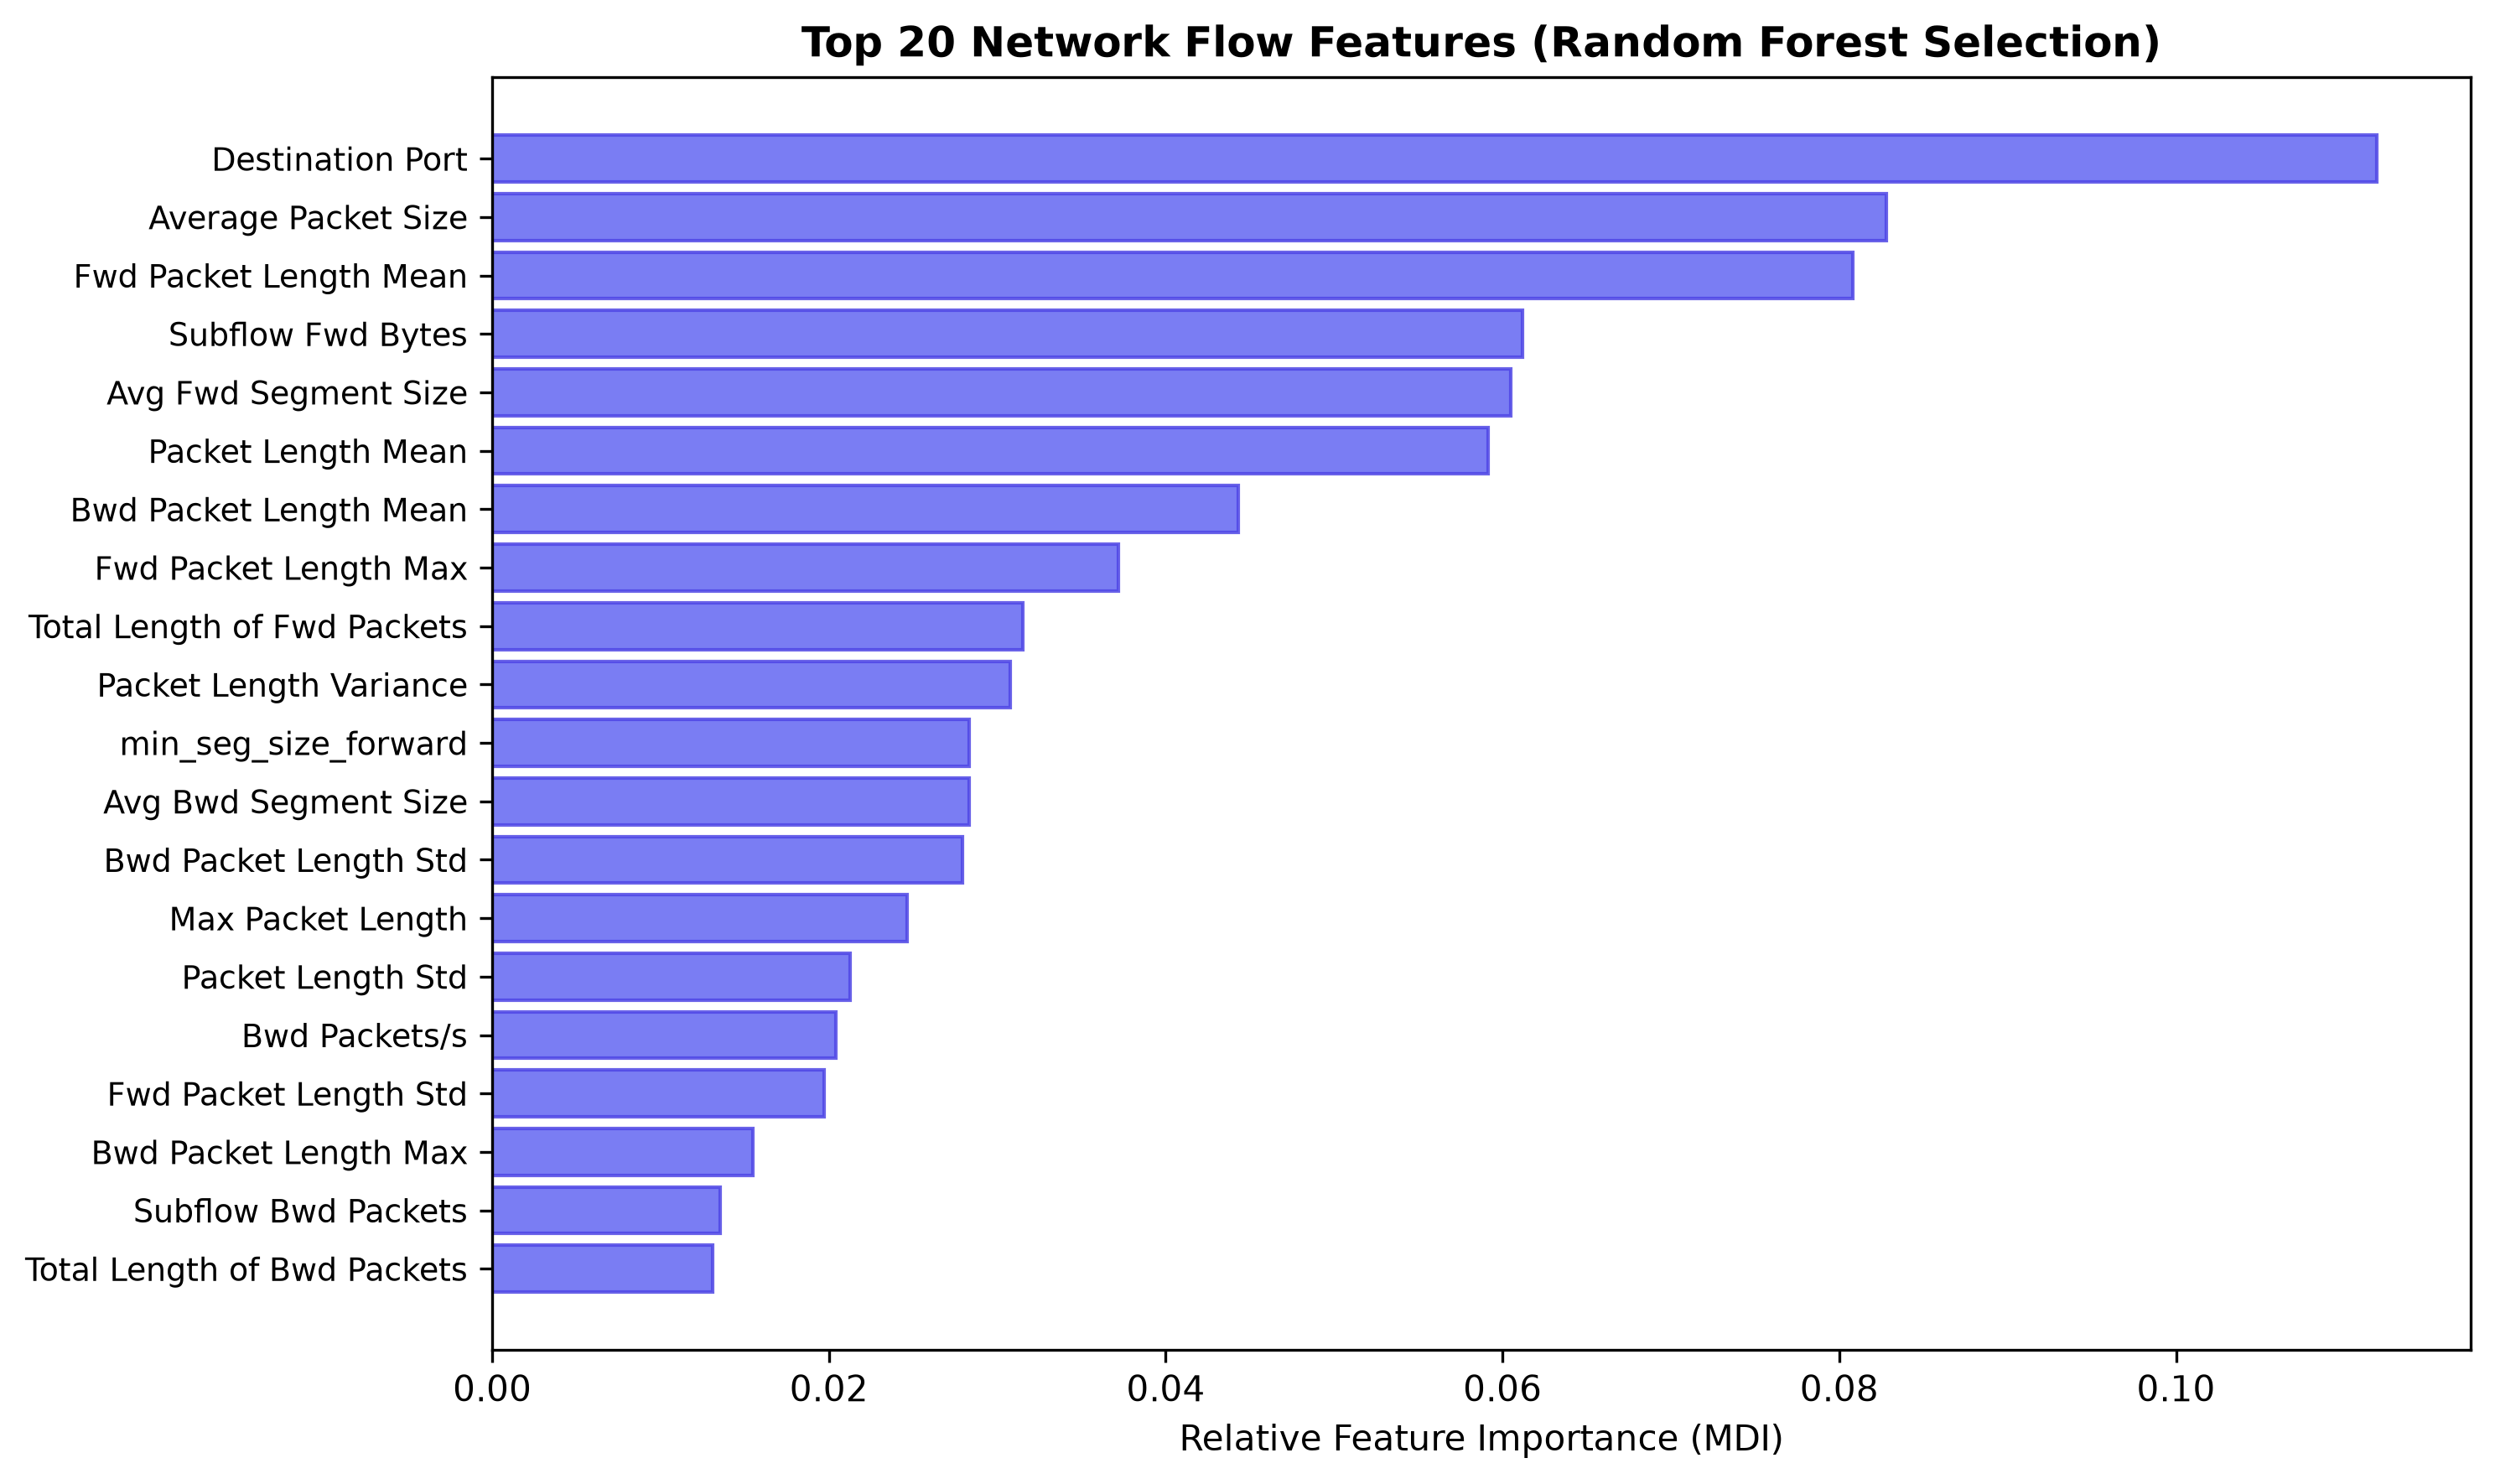 Top 20 Network Flow Features (Random Forest Selection)
Destination Port
Average Packet Size
Fwd Packet Length Mean
Subflow Fwd Bytes
Avg Fwd Segment Size
Packet Length Mean
Bwd Packet Length Mean
Fwd Packet Length Max
Total Length of Fwd Packets
Packet Length Variance
min_seg_size_forward
Avg Bwd Segment Size
Bwd Packet Length Std
Max Packet Length
Packet Length Std
Bwd Packets/s
Fwd Packet Length Std
Bwd Packet Length Max
Subflow Bwd Packets
Total Length of Bwd Packets
0.00 0.02 0.04 0.06 0.08 0.10
Relative Feature Importance (MDI)